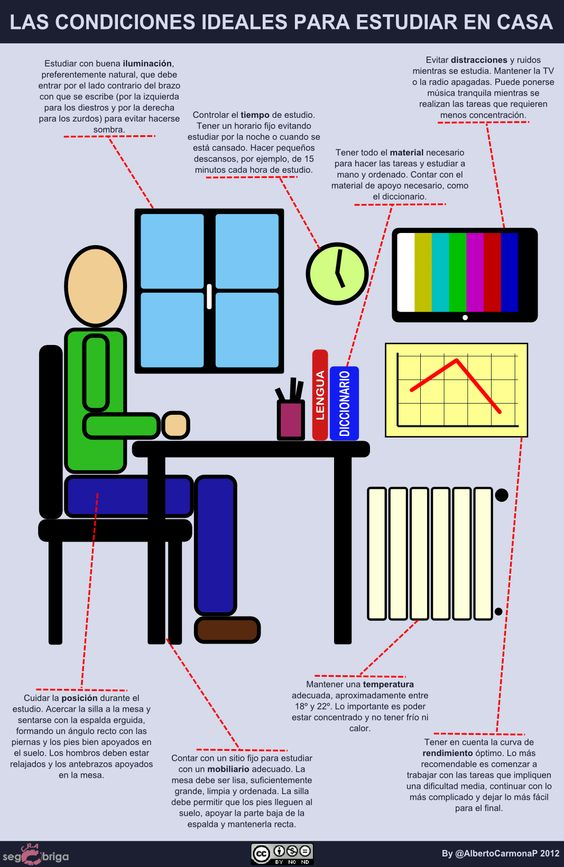 LAS CONDICIONES IDEALES PARA ESTUDIAR EN CASA
Estudiar con buena iluminación,
preferentemente natural, que debe
entrar por el lado contrario del brazo
con que se escribe (por la izquierda
para los diestros y por la derecha
para los zurdos) para evitar hacerse
sombra.
Controlar el tiempo de estudio.
Tener un horario fijo evitando
estudiar por la noche o cuando se
está cansado. Hacer pequeños
descansos, por ejemplo, de 15
minutos cada hora de estudio.
Evitar distracciones y ruidos
mientras se estudia. Mantener la TV
o la radio apagadas. Puede ponerse
música tranquila mientras se
realizan las tareas que requieren
menos concentración.
Tener todo el material necesario
para hacer las tareas y estudiar a
mano y ordenado. Contar con el
material de apoyo necesario, como
el diccionario.
LENGUA
DICCIONARIO
Cuidar la posición durante el
estudio. Acercar la silla a la mesa y
sentarse con la espalda erguida,
formando un ángulo recto con las
piernas y los pies bien apoyados en
el suelo. Los hombros deben estar
relajados y los antebrazos apoyados
en la mesa.
Contar con un sitio fijo para estudiar
con un mobiliario adecuado. La
mesa debe ser lisa, suficientemente
grande, limpia y ordenada. La silla
debe permitir que los pies lleguen al
suelo, apoyar la parte baja de la
espalda y mantenerla recta.
Mantener una temperatura
adecuada, aproximadamente entre
18º y 22º. Lo importante es poder
estar concentrado y no tener frío ni
calor.
Tener en cuenta la curva de
rendimiento óptimo. Lo más
recomendable es comenzar a
trabajar con las tareas que impliquen
una dificultad media, continuar con lo
más complicado y dejar lo más fácil
para el final.
segóbriga
cc
BY NO ND
By @AlbertoCarmonaP 2012